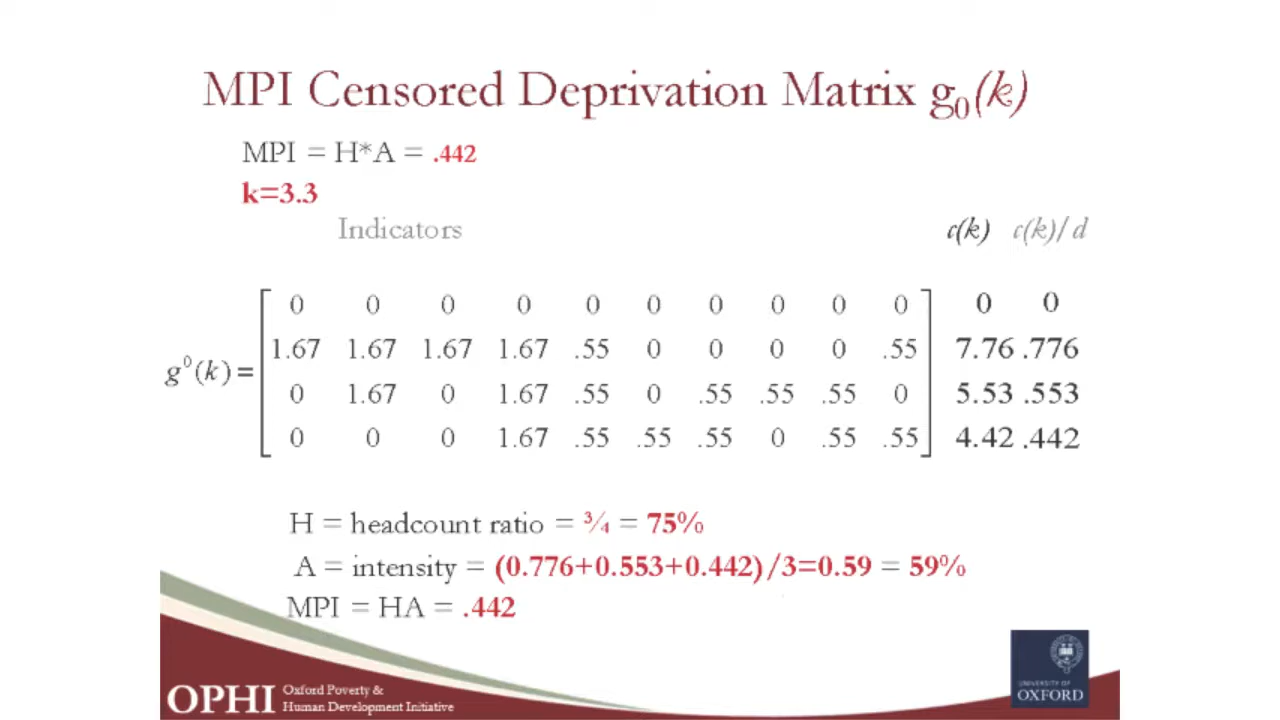 MPI Censored Deprivation Matrix g₀(k)
MPI = H*A = .442
k=3.3
Indicators c(k) c(k)/d
0 0 0 0 0 0 0 0 0 0 0 0
1.67 1.67 1.67 1.67 .55 0 0 0 0 .55 7.76 .776
g⁰(k) =
0 1.67 0 1.67 .55 0 .55 .55 .55 0 5.53 .553
0 0 0 1.67 .55 .55 .55 0 .55 .55 4.42 .442
H = headcount ratio = ¾ = 75%
A = intensity = (0.776+0.553+0.442)/3=0.59 = 59%
MPI = HA = .442
OPHI
Oxford Poverty &
Human Development Initiative
UNIVERSITY OF
OXFORD